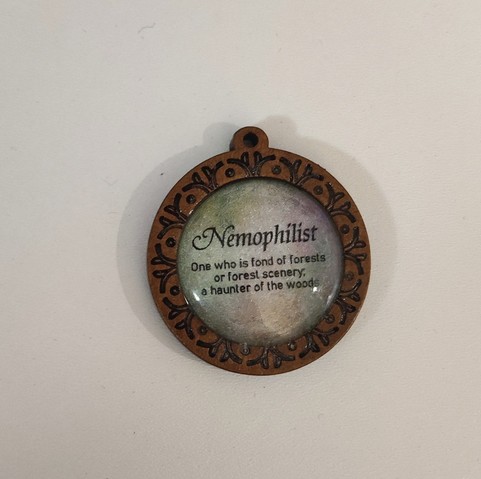 Nemophilist
One who is fond of forests
or forest scenery;
a haunter of the woods